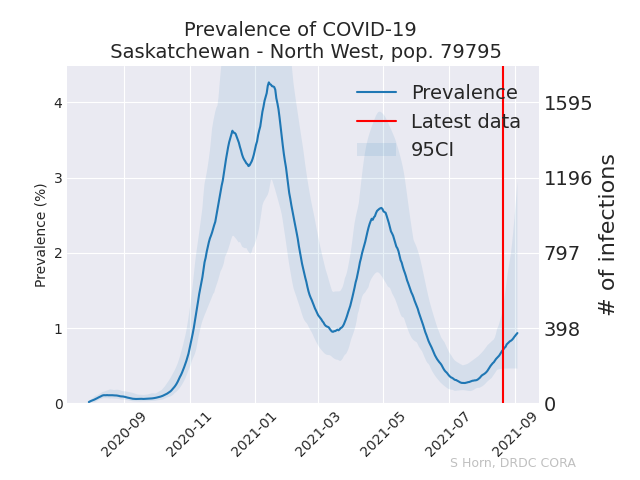 Prevalence of COVID-19
Saskatchewan - North West, pop. 79795
Prevalence
Latest data
95CI
Prevalence (%)
4
3
2
1
0
1595
1196
797
398
0
# of infections
2020-09
2020-11
2021-01
2021-03
2021-05
2021-07
2021-09
S Horn, DRDC CORA